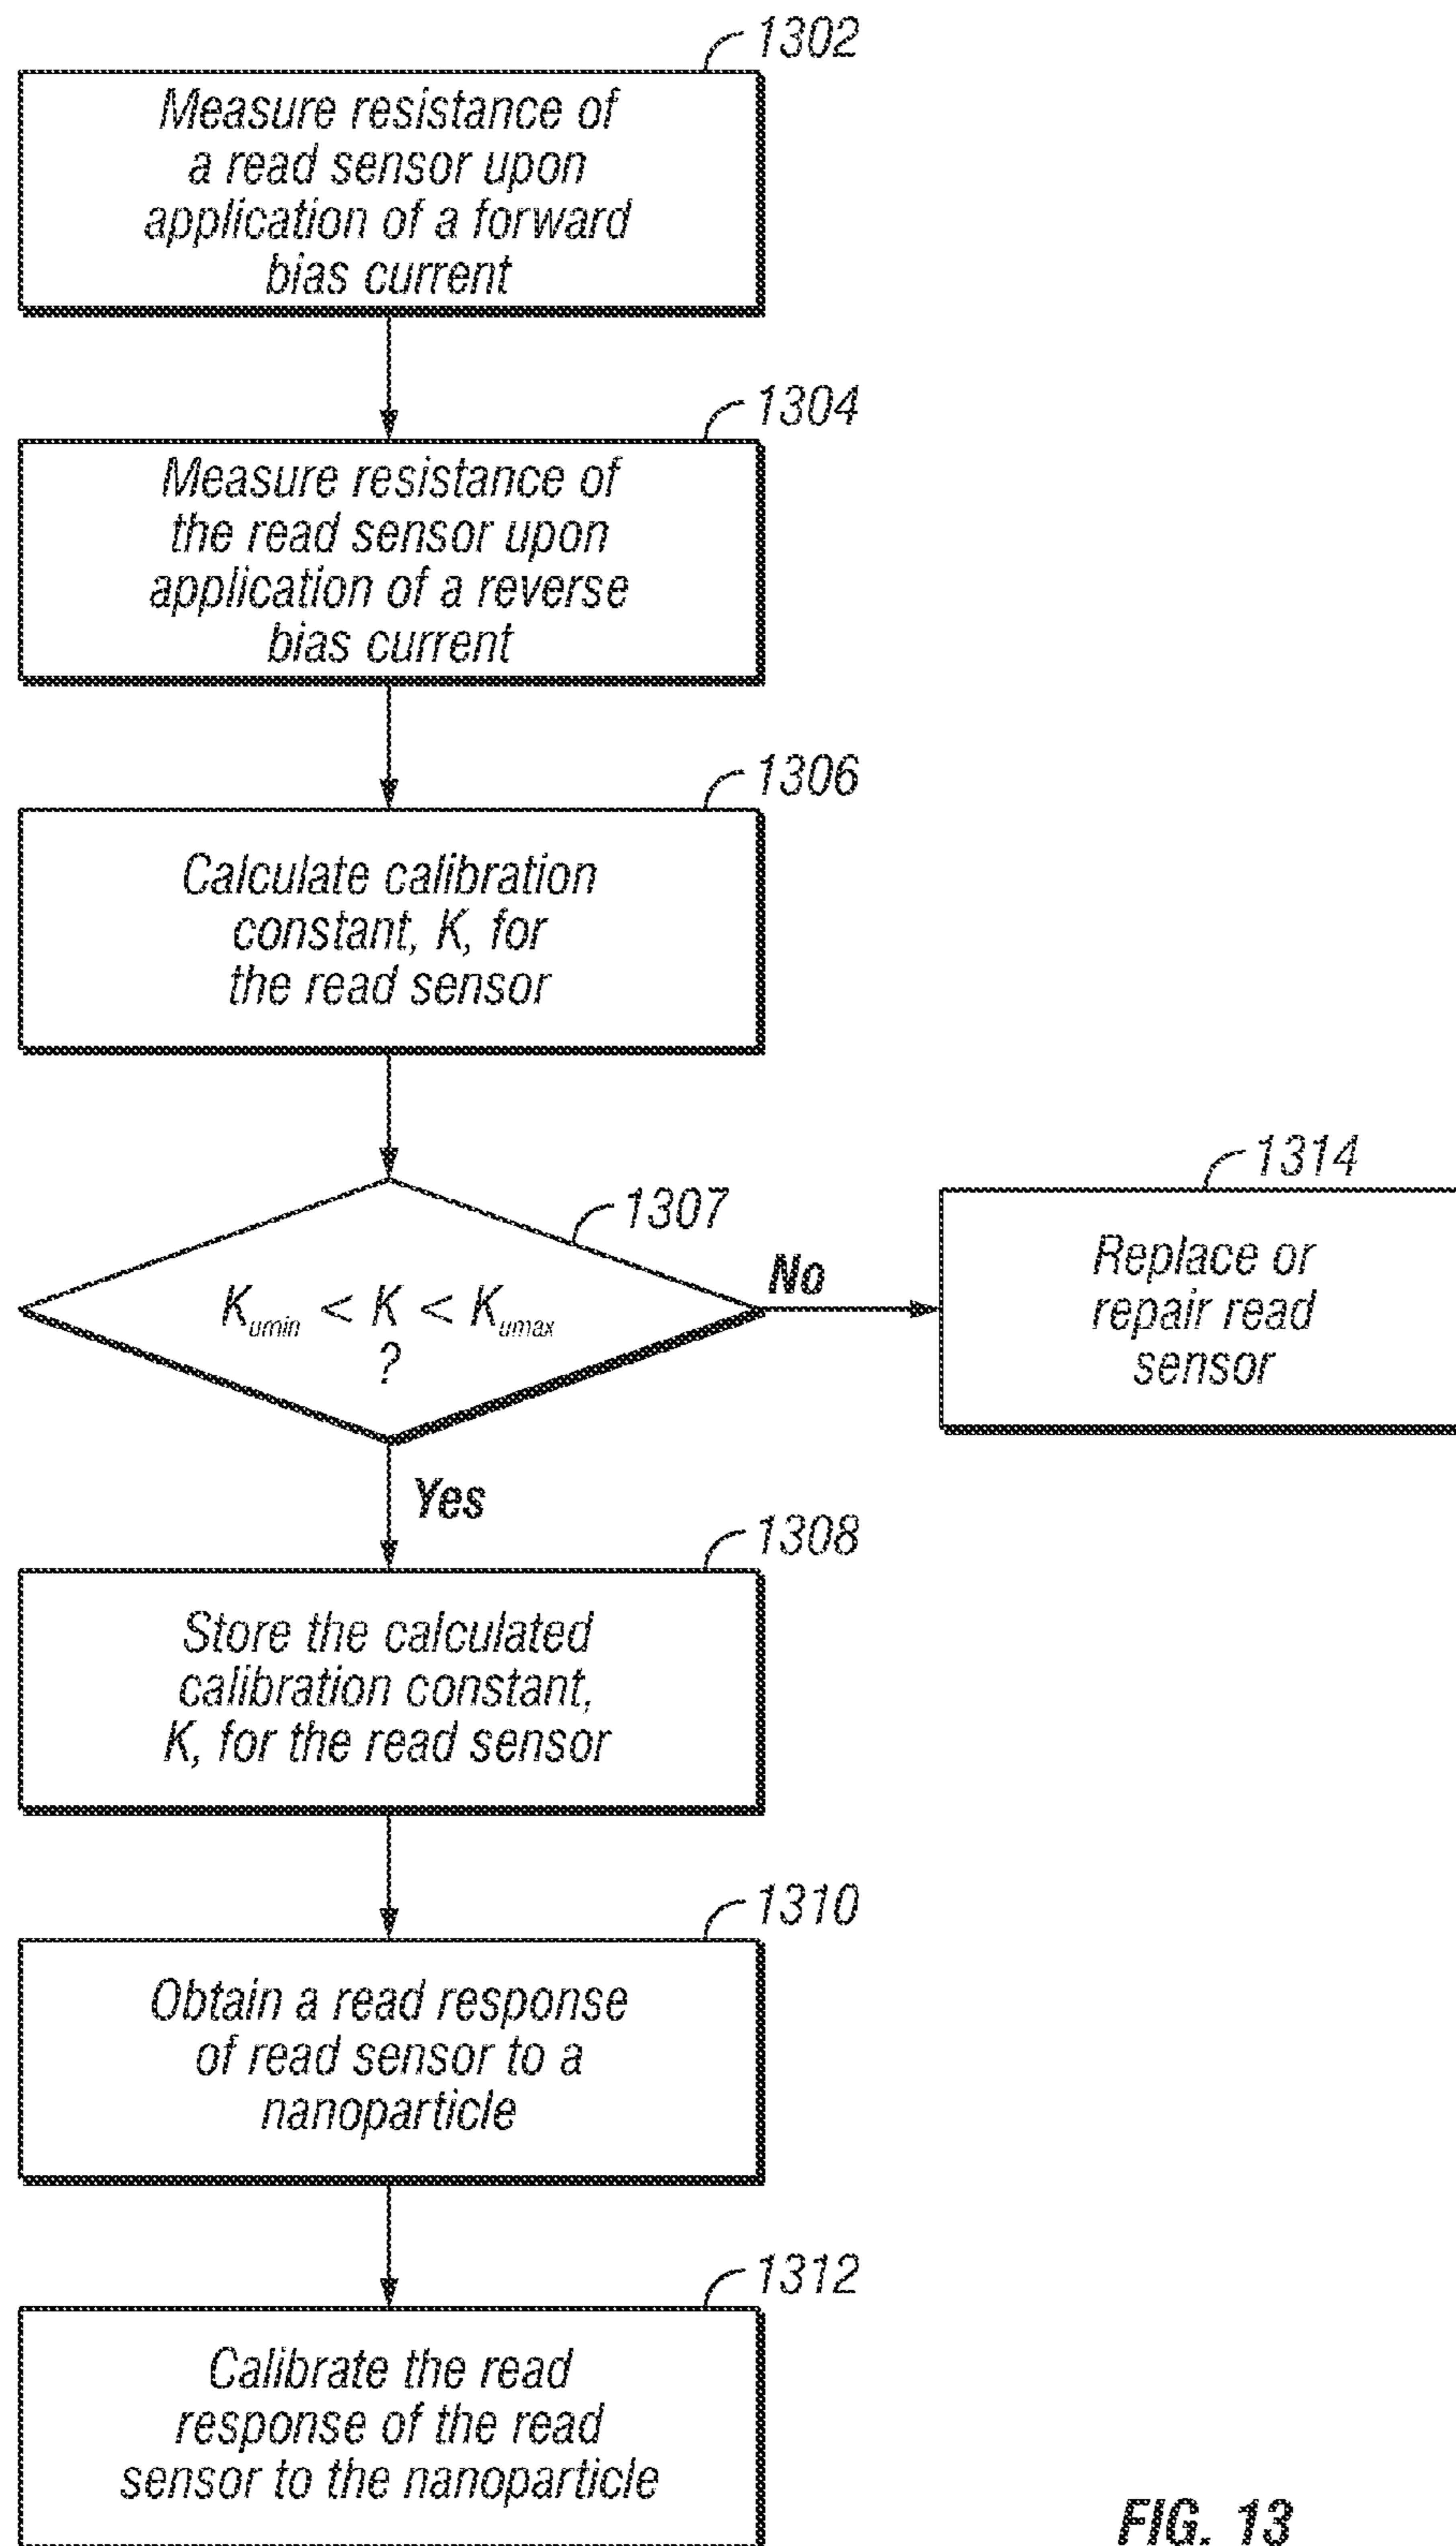 1302
Measure resistance of
a read sensor upon
application of a forward
bias current
1304
Measure resistance of
the read sensor upon
application of a reverse
bias current
1306
Calculate calibration
constant, K, for
the read sensor
1307
K_umin < K < K_umax
?
No
1314
Replace or
repair read
sensor
Yes
1308
Store the calculated
calibration constant,
K, for the read sensor
1310
Obtain a read response
of read sensor to a
nanoparticle
1312
Calibrate the read
response of the read
sensor to the nanoparticle
FIG. 13